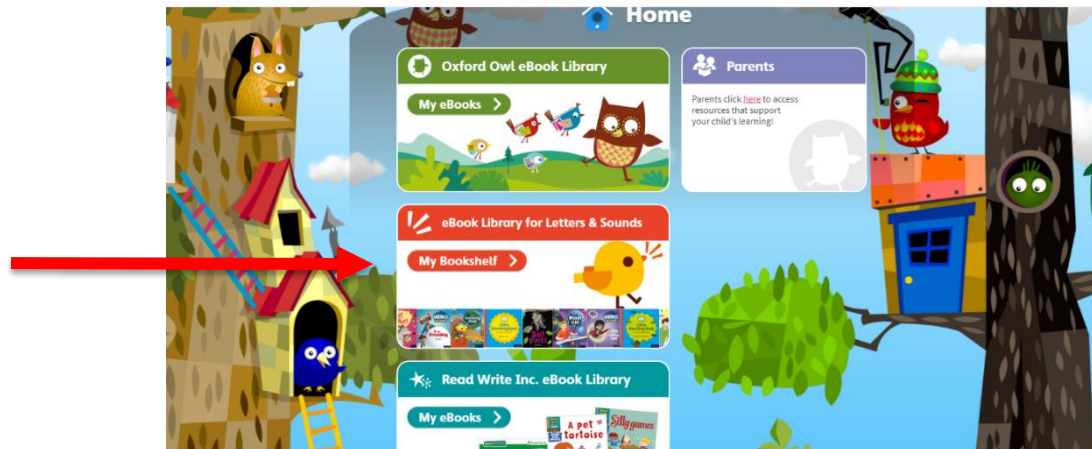 Home
Oxford Owl eBook Library
My eBooks
Parents
Parents click here to access
resources that support
your child's learning!
eBook Library for Letters & Sounds
My Bookshelf
Read Write Inc. eBook Library
My eBooks
A pet
tortoise
Silly games